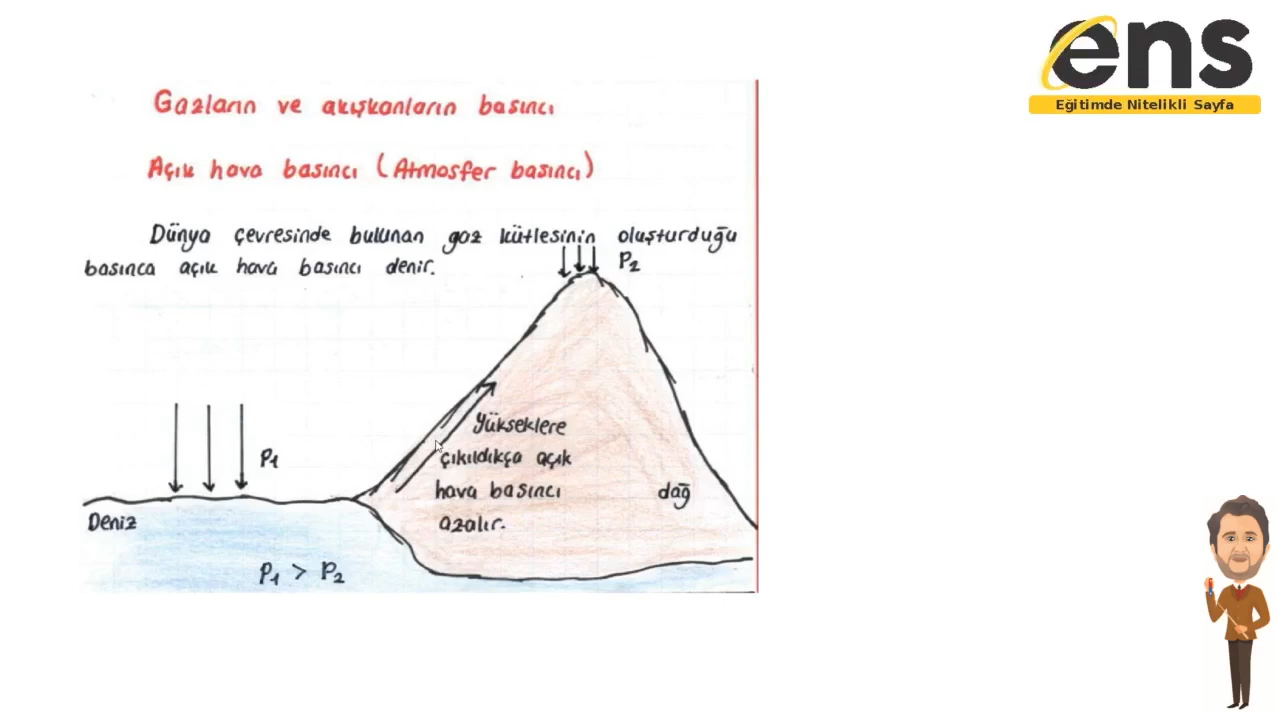 ens
Eğitimde Nitelikli Sayfa
Gazların ve akışkanların basıncı
Açık hava basıncı (Atmosfer basıncı)
Dünya çevresinde bulunan gaz kütlesinin oluşturduğu
basınca açık hava basıncı denir.
P2
P1
Yükseklere
çıkıldıkça açık
hava basıncı
azalır.
dağ
Deniz
P1 > P2